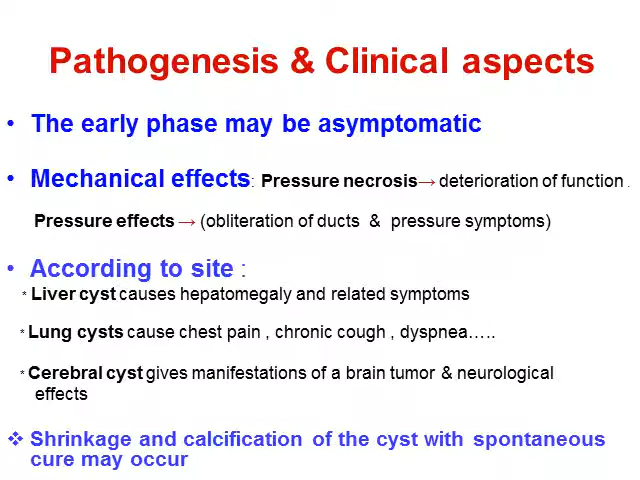 Pathogenesis & Clinical aspects
• The early phase may be asymptomatic
• Mechanical effects: Pressure necrosis→ deterioration of function .
Pressure effects → (obliteration of ducts & pressure symptoms)
• According to site :
* Liver cyst causes hepatomegaly and related symptoms
* Lung cysts cause chest pain , chronic cough , dyspnea…..
* Cerebral cyst gives manifestations of a brain tumor & neurological
effects
❖ Shrinkage and calcification of the cyst with spontaneous
cure may occur